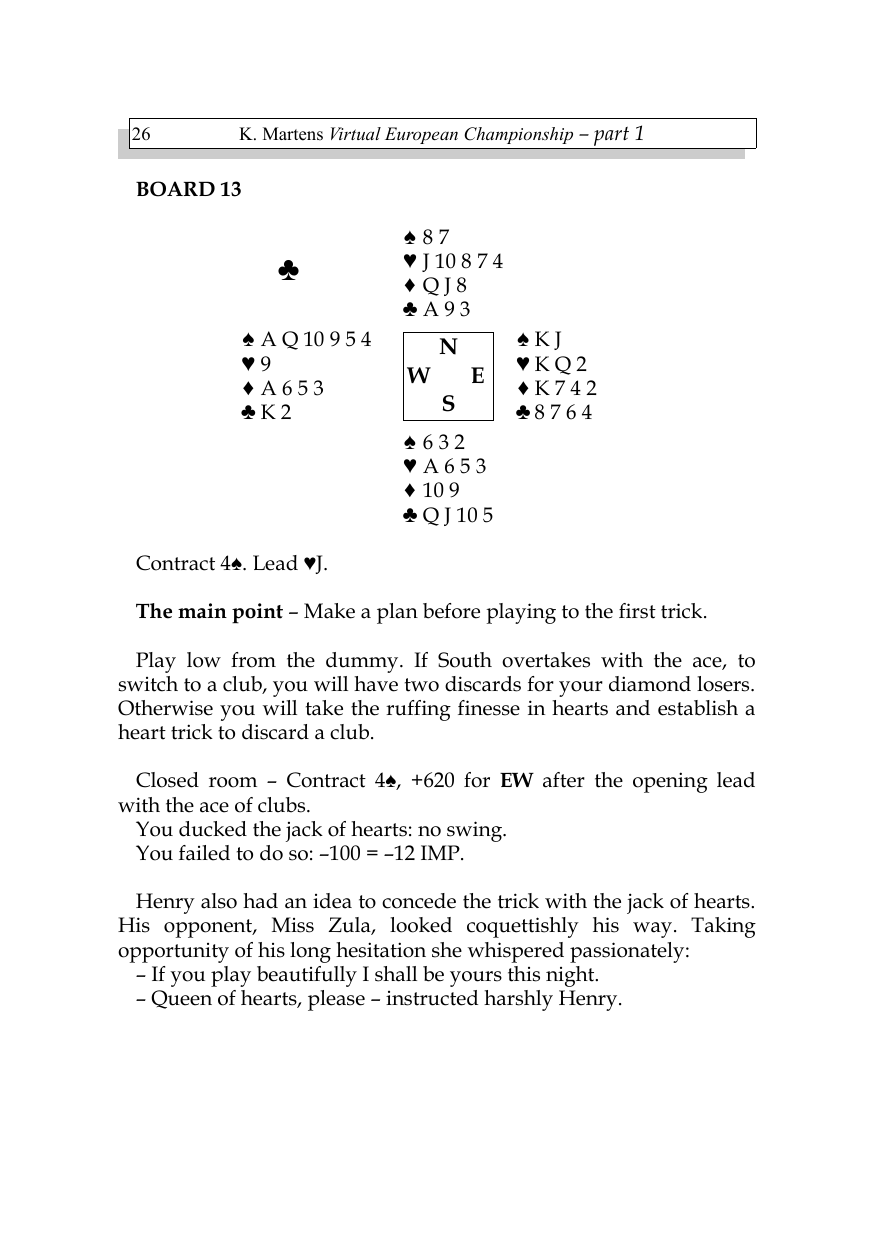 26 K. Martens Virtual European Championship – part 1
BOARD 13
♠ 8 7
♥ J 10 8 7 4
♣
♦ Q J 8
♣ A 9 3
♠ A Q 10 9 5 4 N ♠ K J
♥ 9 ♥ K Q 2
W E
♦ A 6 5 3 ♦ K 7 4 2
♣ K 2 S ♣ 8 7 6 4
♠ 6 3 2
♥ A 6 5 3
♦ 10 9
♣ Q J 10 5
Contract 4♠. Lead ♥J.
The main point – Make a plan before playing to the first trick.
Play low from the dummy. If South overtakes with the ace, to
switch to a club, you will have two discards for your diamond losers.
Otherwise you will take the ruffing finesse in hearts and establish a
heart trick to discard a club.
Closed room – Contract 4♠, +620 for EW after the opening lead
with the ace of clubs.
You ducked the jack of hearts: no swing.
You failed to do so: –100 = –12 IMP.
Henry also had an idea to concede the trick with the jack of hearts.
His opponent, Miss Zula, looked coquettishly his way. Taking
opportunity of his long hesitation she whispered passionately:
– If you play beautifully I shall be yours this night.
– Queen of hearts, please – instructed harshly Henry.